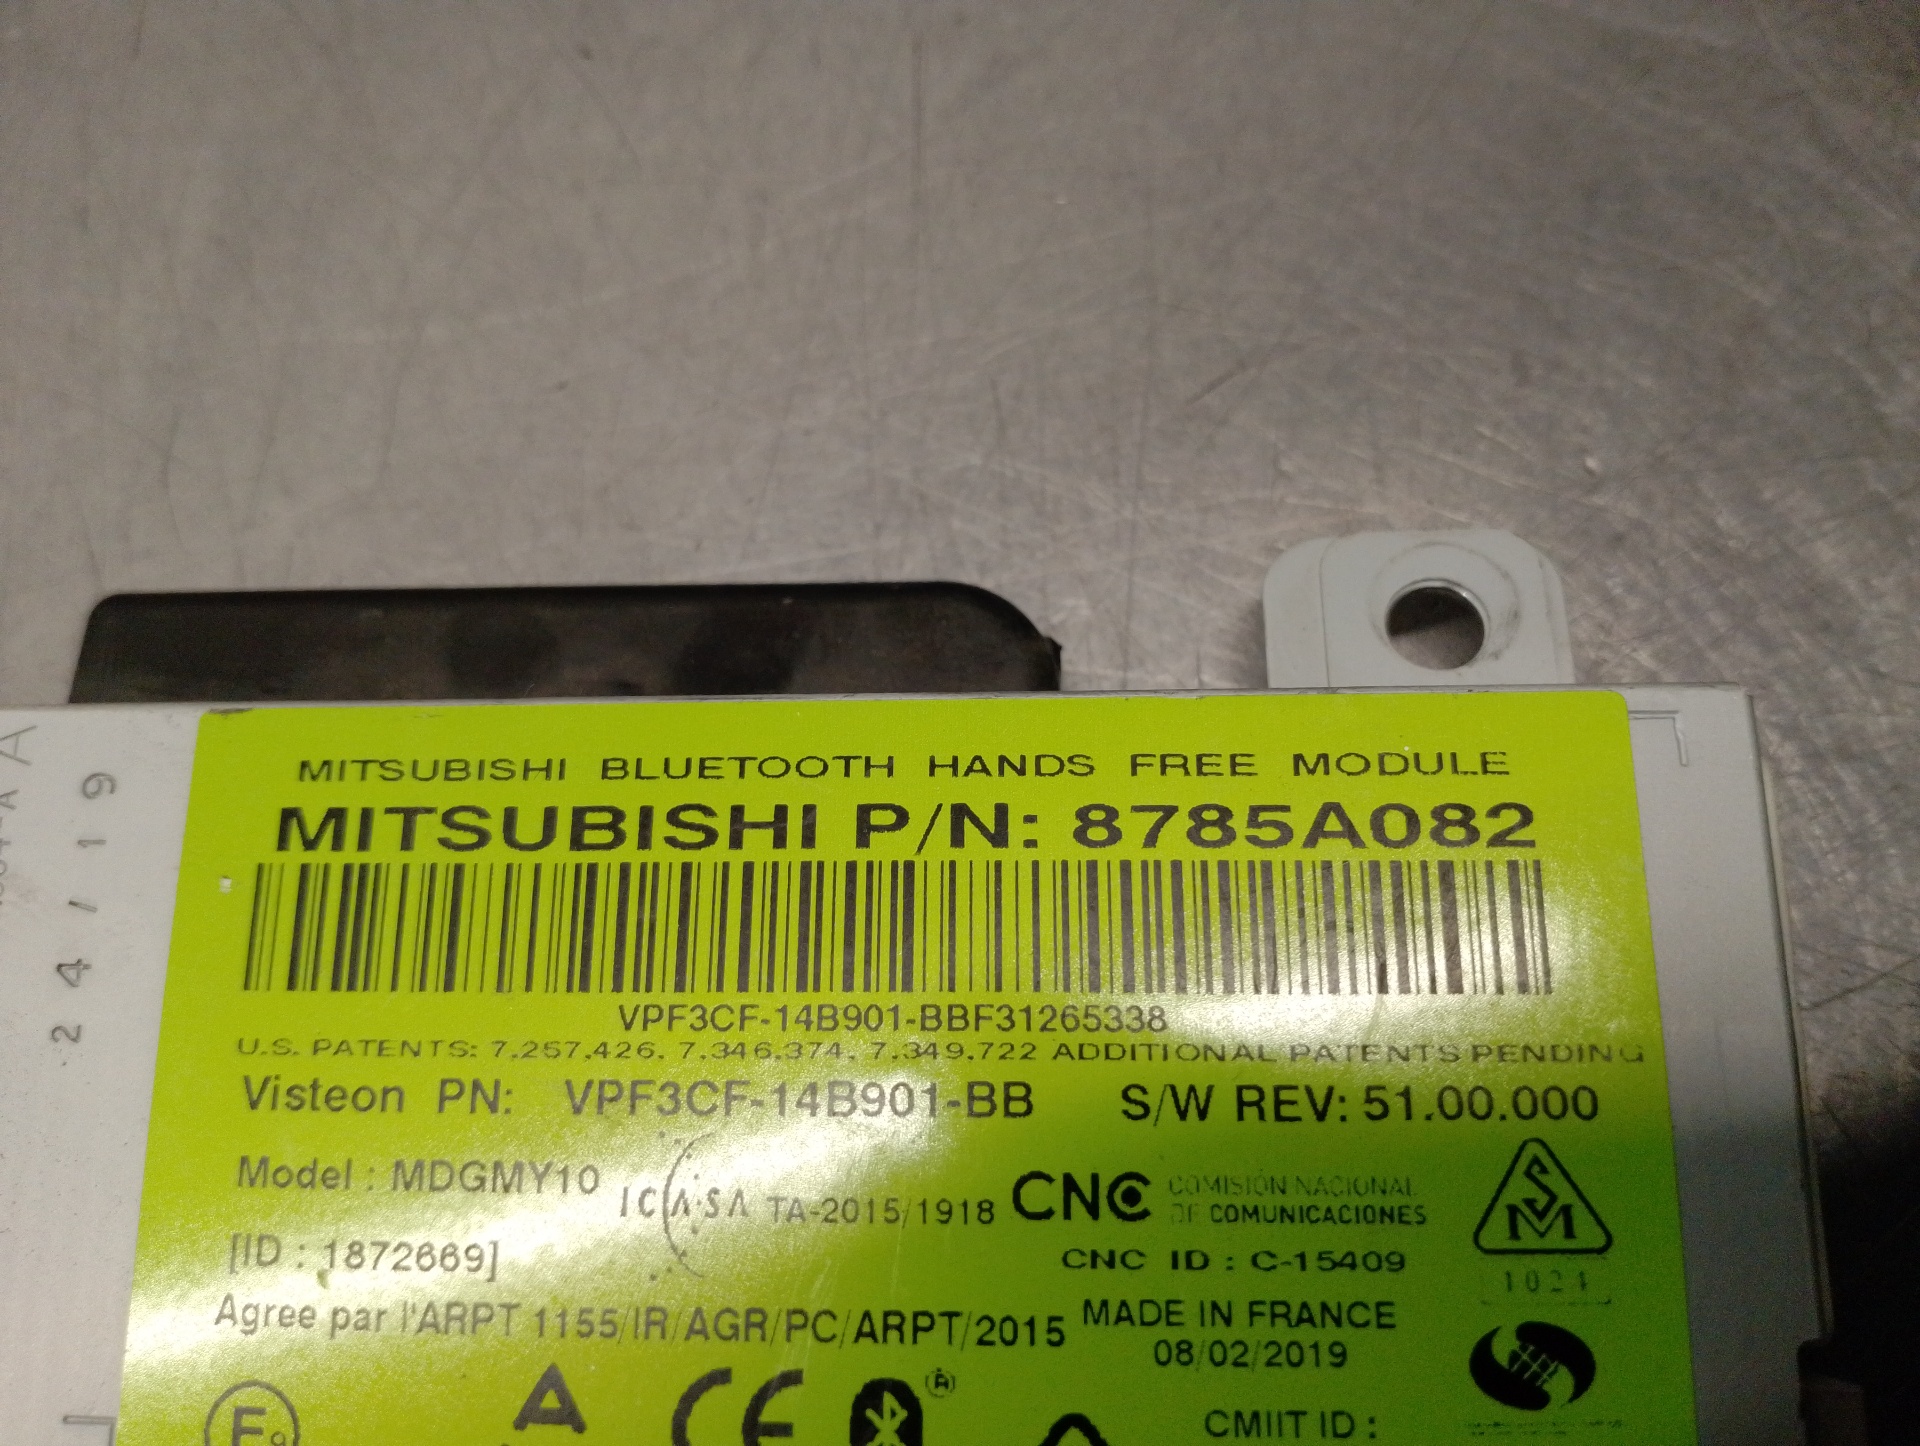 MITSUBISHI BLUETOOTH HANDS FREE MODULE
MITSUBISHI P/N: 8785A082
VPF3CF-14B901-BBF31265338
U.S. PATENTS: 7,257,426. 7,346,374. 7,349,722 ADDITIONAL PATENTS PENDING
Visteon PN: VPF3CF-14B901-BB S/W REV: 51.00.000
Model : MDGMY10
ICASA TA-2015/1918
CNC COMISIÓN NACIONAL
DE COMUNICACIONES
[ID : 1872669]
CNC ID : C-15409
SM
1024
Agree par l'ARPT 1155/IR/AGR/PC/ARPT/2015
MADE IN FRANCE
08/02/2019
E9
A
CE
CMIIT ID :
24/19